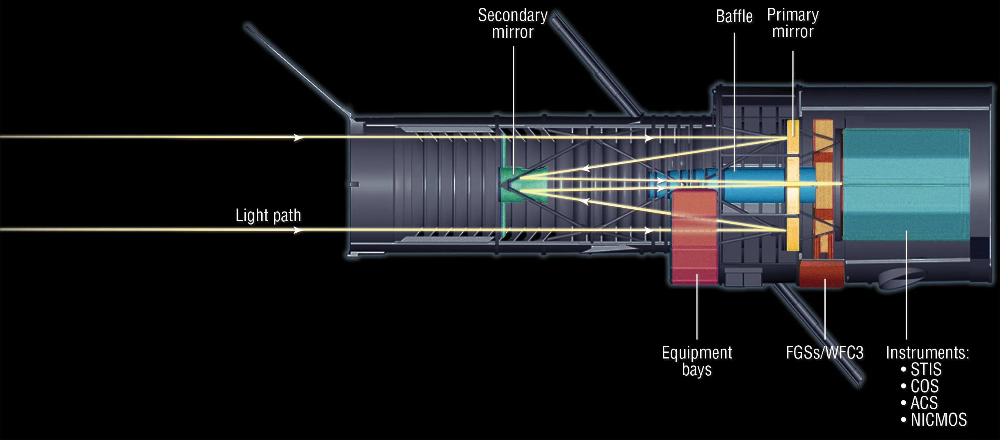 Secondary
mirror
Baffle
Primary
mirror
Light path
Equipment
bays
FGSs/WFC3
Instruments:
• STIS
• COS
• ACS
• NICMOS